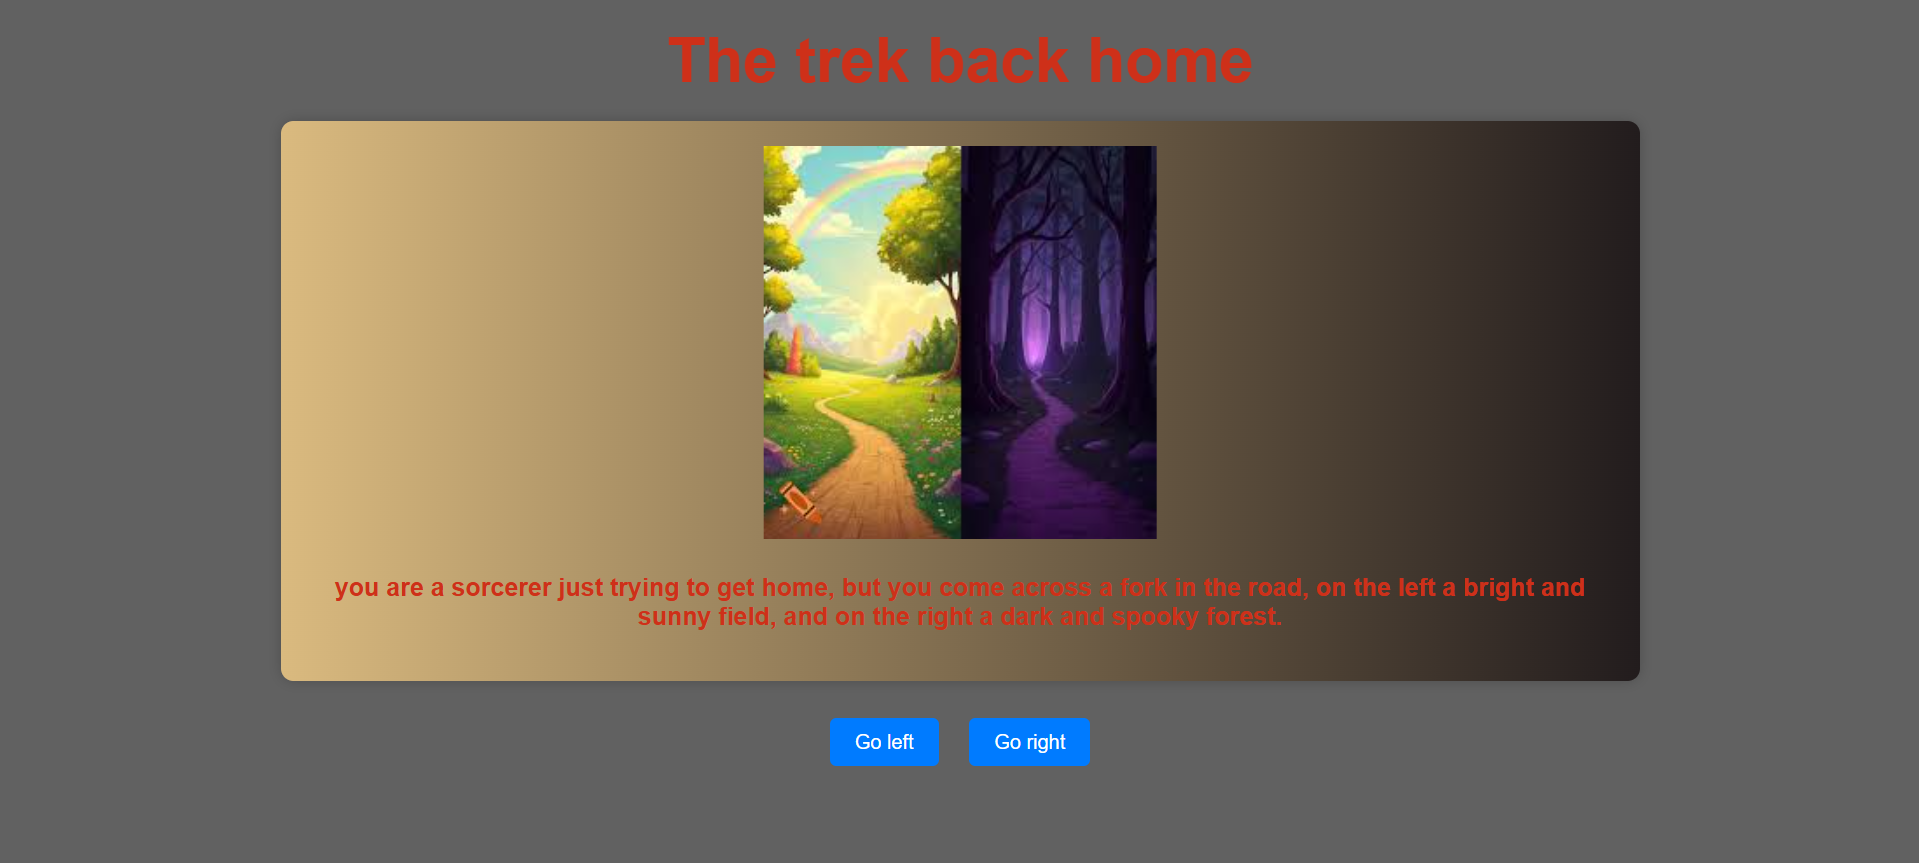 The trek back home
you are a sorcerer just trying to get home, but you come across a fork in the road, on the left a bright and
sunny field, and on the right a dark and spooky forest.
Go left
Go right